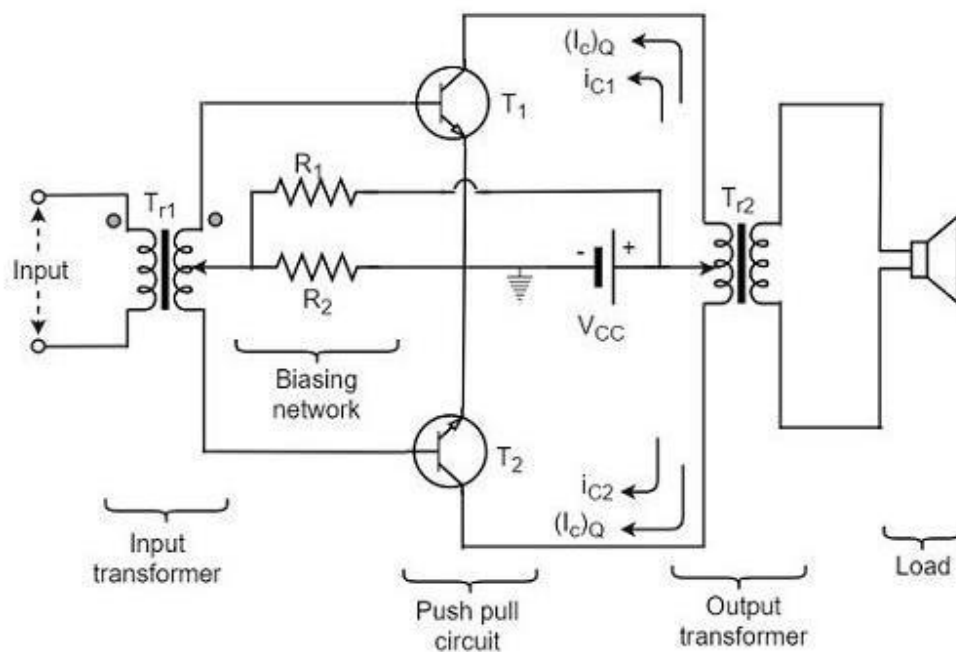 (Ic)Q
iC1
T1
R1
Tr1
Tr2
Input
- +
R2
VCC
Biasing
network
T2
iC2
(Ic)Q
Input
transformer
Push pull
circuit
Output
transformer
Load